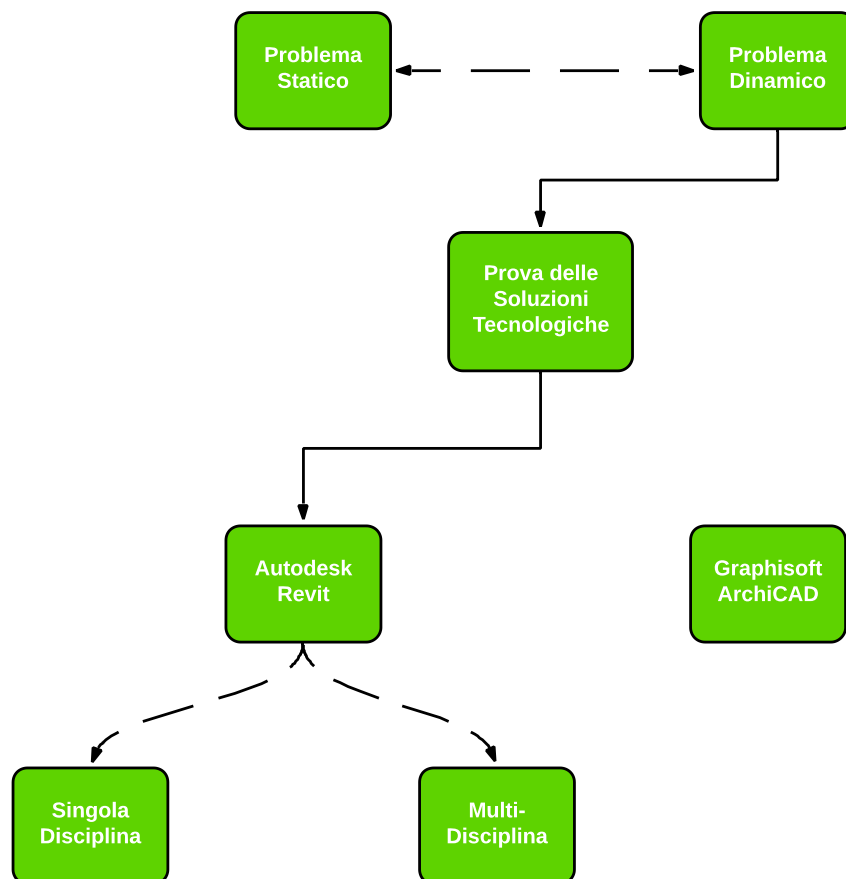 Problema
Statico
Problema
Dinamico
Prova delle
Soluzioni
Tecnologiche
Autodesk
Revit
Graphisoft
ArchiCAD
Singola
Disciplina
Multi-
Disciplina